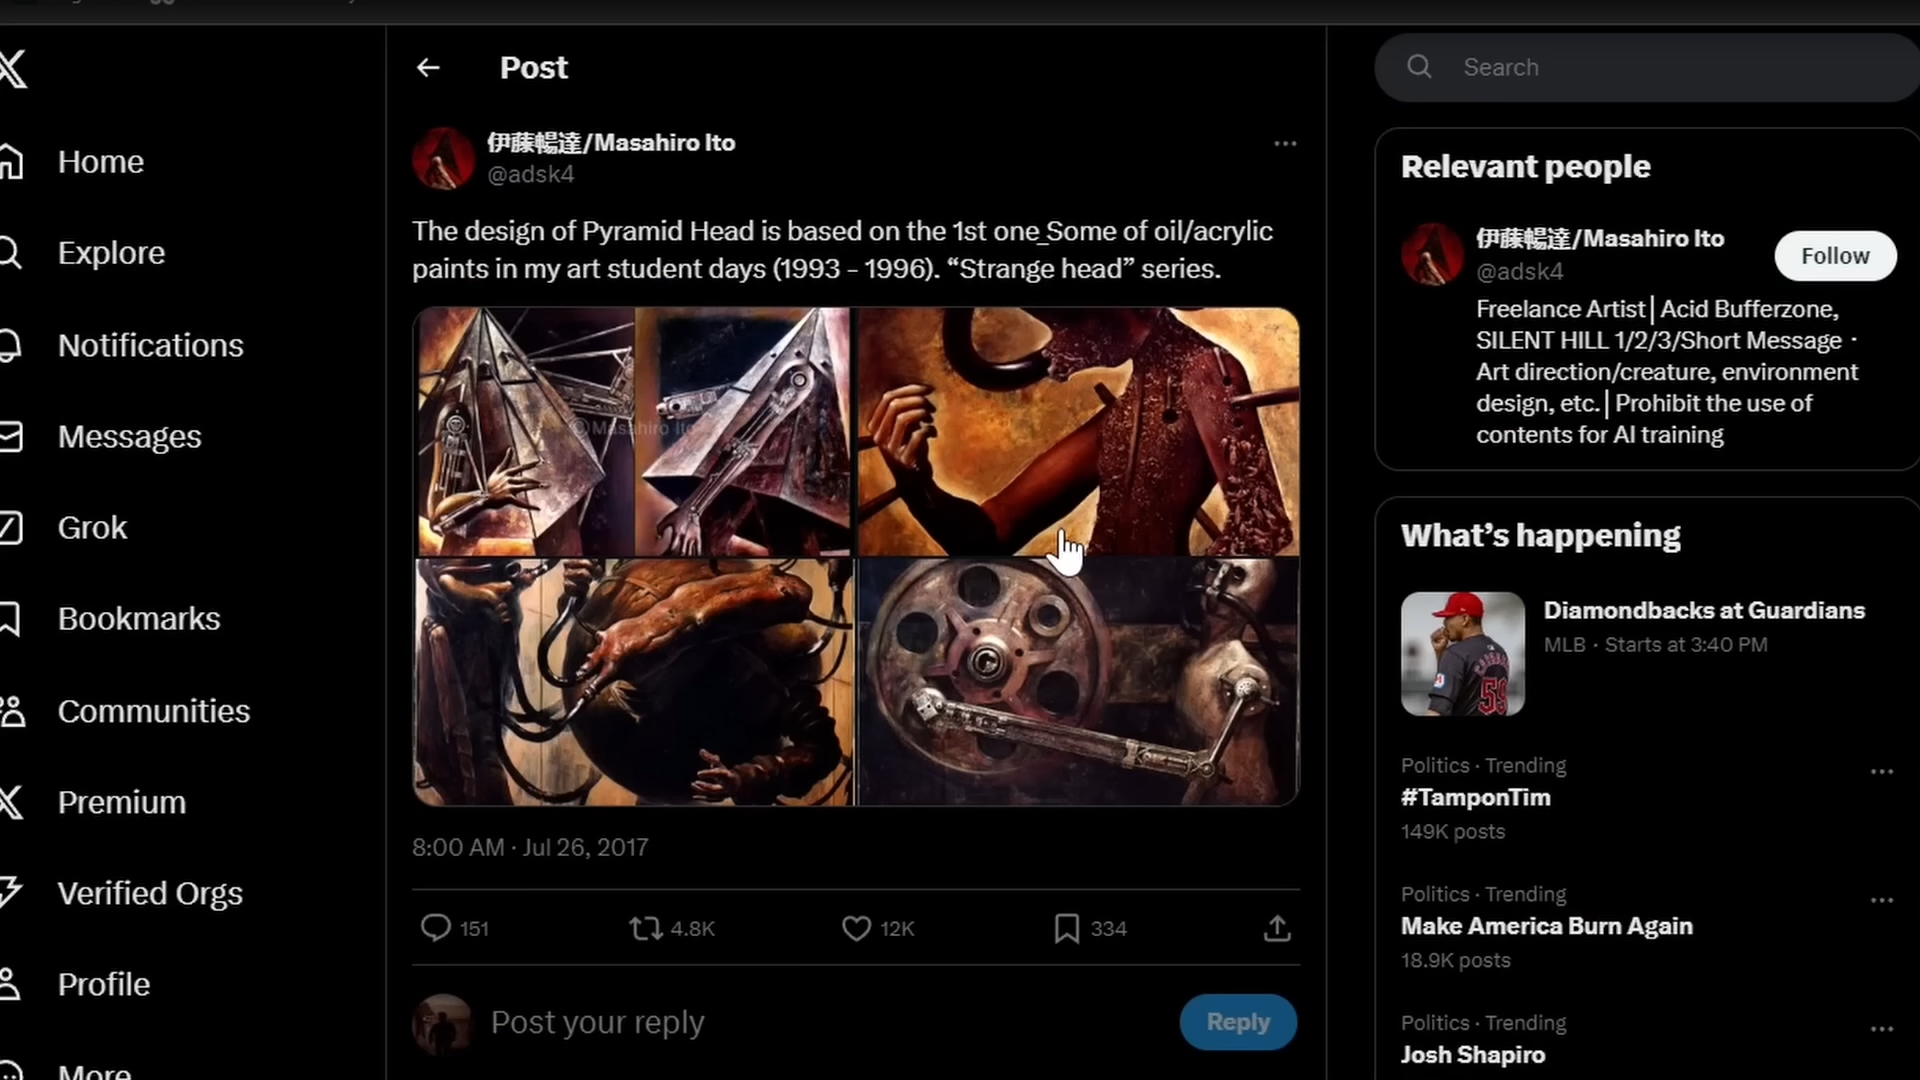 Home
Explore
Notifications
Messages
Grok
Bookmarks
Communities
Premium
Verified Orgs
Profile
More
Post
伊藤暢達/Masahiro Ito
@adsk4
The design of Pyramid Head is based on the 1st one_Some of oil/acrylic
paints in my art student days (1993 - 1996). “Strange head” series.
©Masahiro Ito
8:00 AM · Jul 26, 2017
151
4.8K
12K
334
Post your reply
Reply
Search
Relevant people
伊藤暢達/Masahiro Ito
@adsk4
Follow
Freelance Artist│Acid Bufferzone,
SILENT HILL 1/2/3/Short Message・
Art direction/creature, environment
design, etc.│Prohibit the use of
contents for AI training
What’s happening
Diamondbacks at Guardians
MLB · Starts at 3:40 PM
Politics · Trending
#TamponTim
149K posts
Politics · Trending
Make America Burn Again
18.9K posts
Politics · Trending
Josh Shapiro